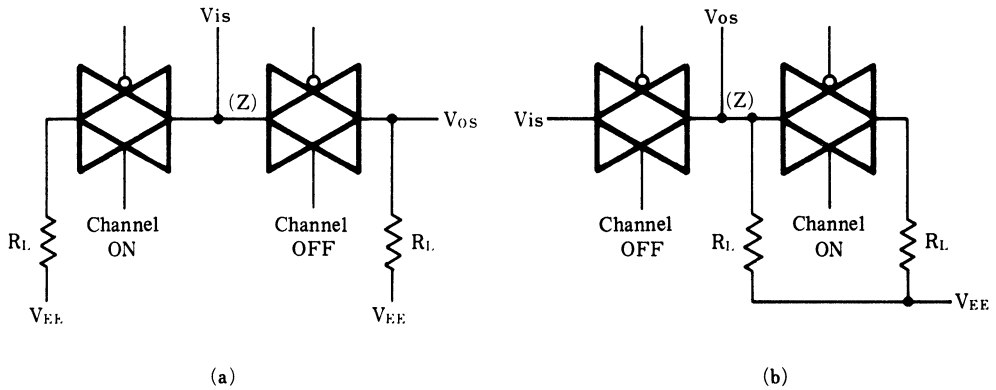 Vis
(Z)
Vos
Channel
ON
Channel
OFF
RL
RL
VEE
VEE
(a)
Vos
(Z)
Vis
Channel
OFF
Channel
ON
RL
RL
VEE
(b)